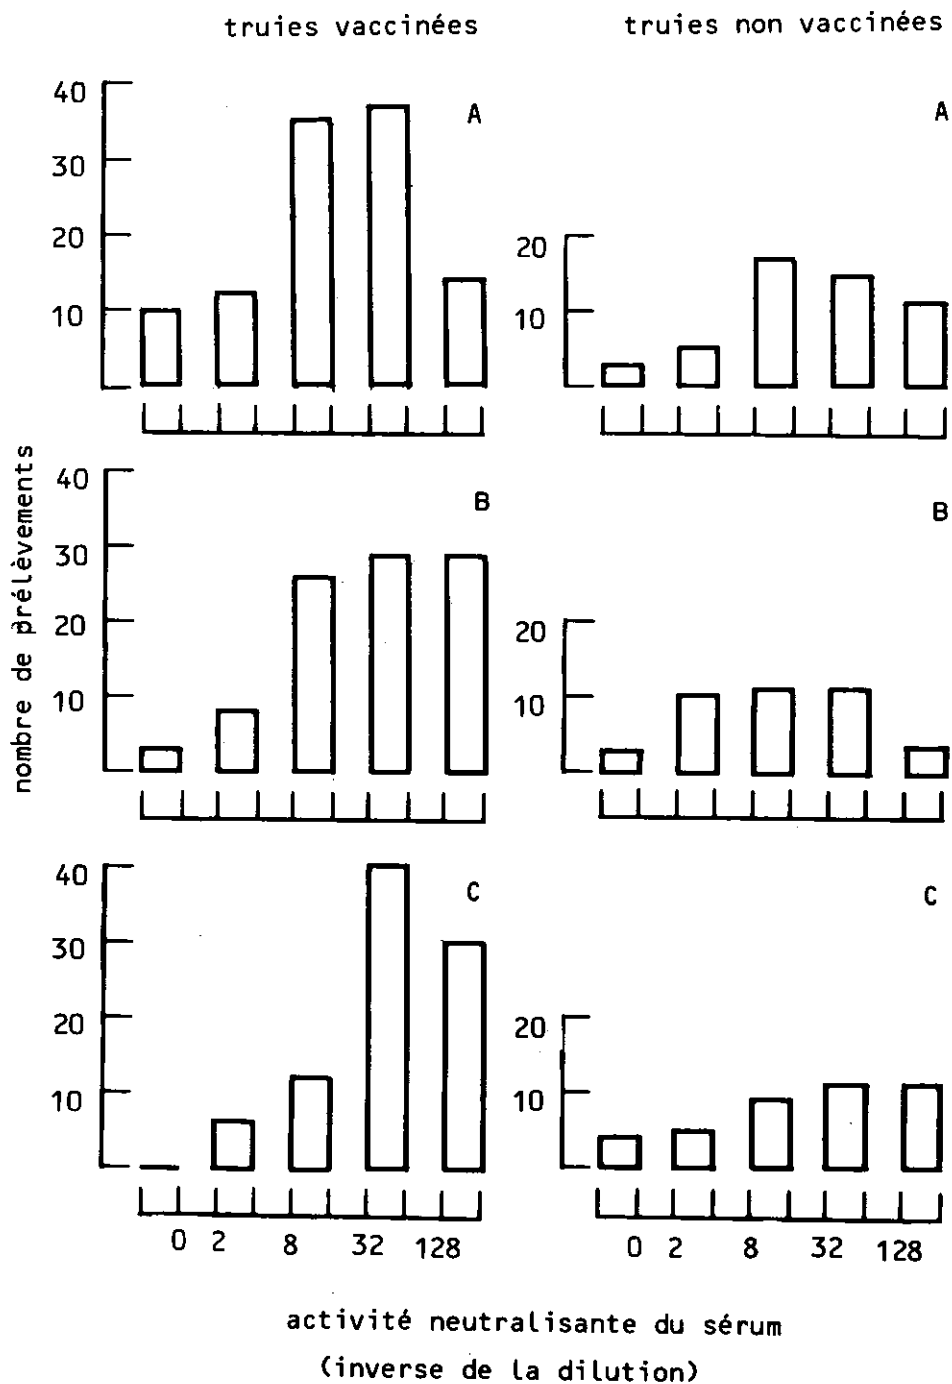 truies vaccinées
truies non vaccinées
40
30
20
10
A
20
10
A
nombre de prélèvements
40
30
20
10
B
20
10
B
40
30
20
10
C
20
10
C
0 2 8 32 128
0 2 8 32 128
activité neutralisante du sérum
(inverse de la dilution)